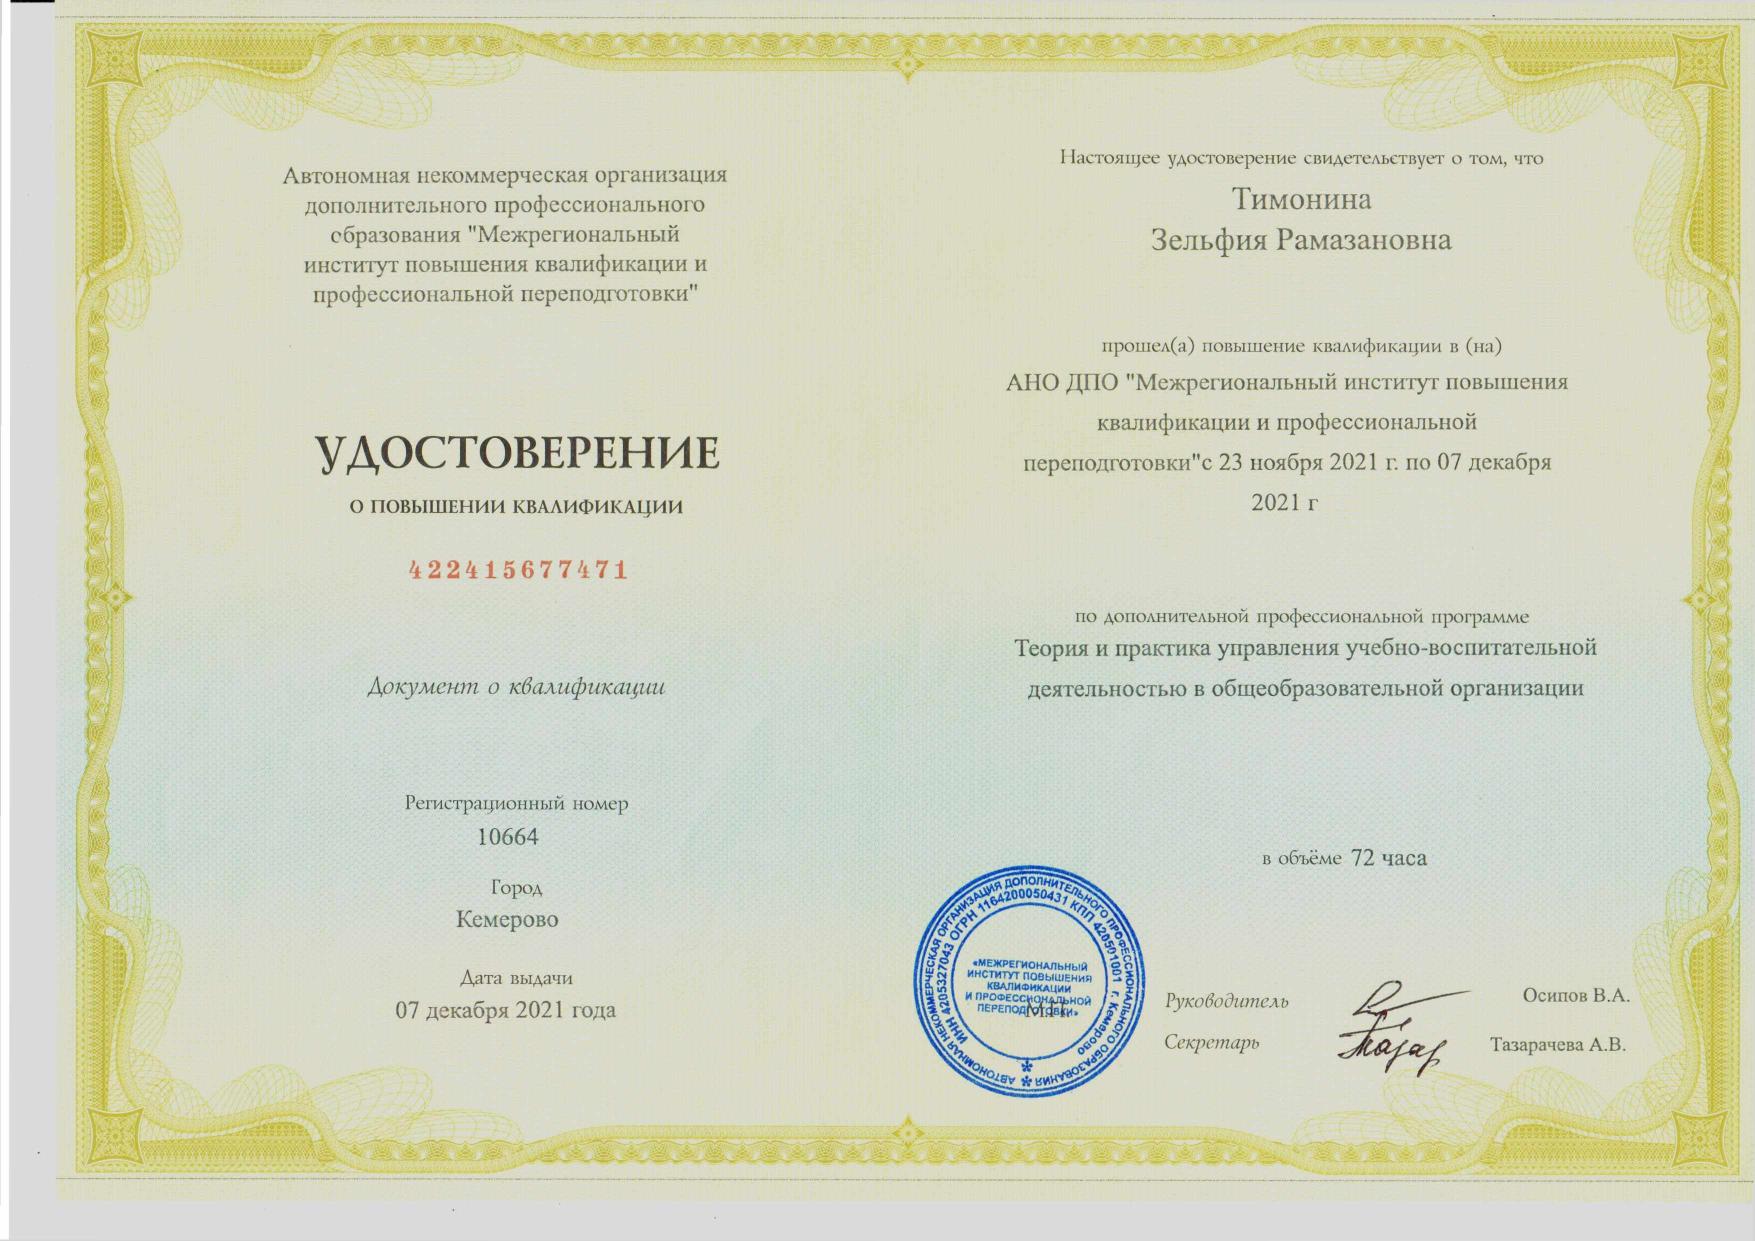 Автономная некоммерческая организация
дополнительного профессионального
образования "Межрегиональный
институт повышения квалификации и
профессиональной переподготовки"
УДОСТОВЕРЕНИЕ
О ПОВЫШЕНИИ КВАЛИФИКАЦИИ
422415677471
Документ о квалификации
Регистрационный номер
10664
Город
Кемерово
Дата выдачи
07 декабря 2021 года
Настоящее удостоверение свидетельствует о том, что
Тимонина
Зельфия Рамазановна
прошел(а) повышение квалификации в (на)
АНО ДПО "Межрегиональный институт повышения
квалификации и профессиональной
переподготовки"с 23 ноября 2021 г. по 07 декабря
2021 г
по дополнительной профессиональной программе
Теория и практика управления учебно-воспитательной
деятельностью в общеобразовательной организации
в объёме 72 часа
АВТОНОМНАЯ НЕКОММЕРЧЕСКАЯ ОРГАНИЗАЦИЯ ДОПОЛНИТЕЛЬНОГО ПРОФЕССИОНАЛЬНОГО ОБРАЗОВАНИЯ
ИНН 4205327043 ОГРН 1164200050431 КПП 420501001 г. Кемерово
«МЕЖРЕГИОНАЛЬНЫЙ
ИНСТИТУТ ПОВЫШЕНИЯ
КВАЛИФИКАЦИИ
И ПРОФЕССИОНАЛЬНОЙ
ПЕРЕПОДГОТОВКИ»
М.П.
Руководитель
Осипов В.А.
Секретарь
Тазарачева А.В.